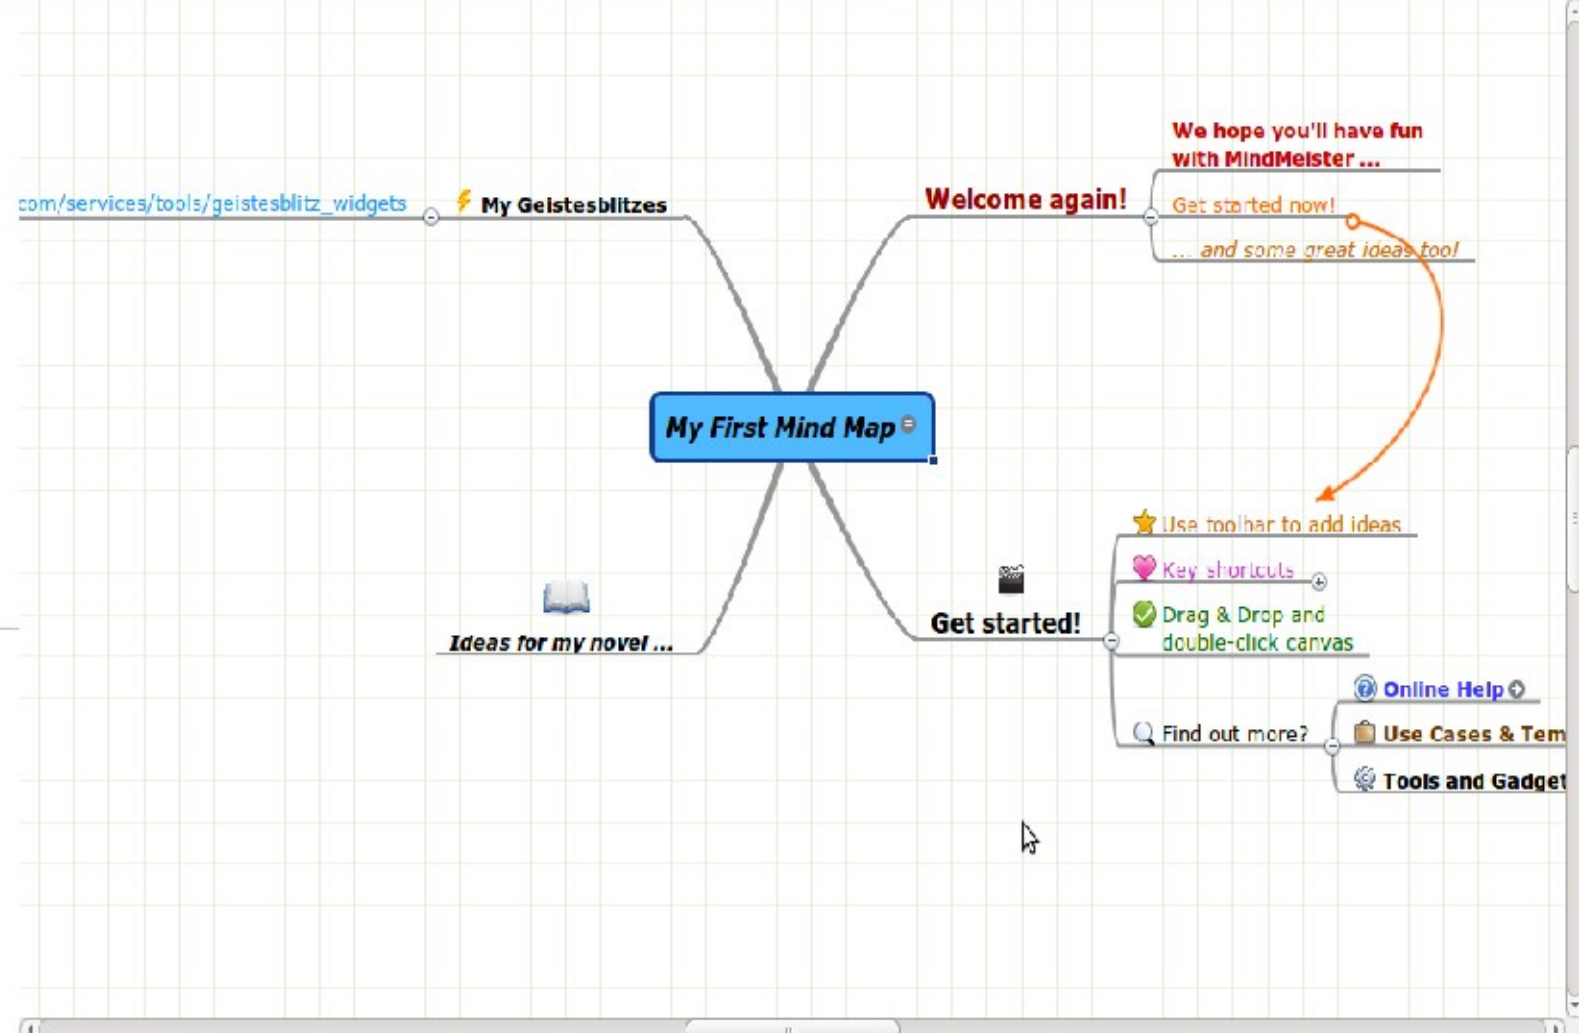 We hope you'll have fun
with MindMeister ...
Welcome again!
Get started now!
... and some great ideas too!
com/services/tools/geistesblitz_widgets
My Geistesblitzes
My First Mind Map
Use toolbar to add ideas
Key shortcuts
Drag & Drop and
double-click canvas
Get started!
Ideas for my novel ...
Find out more?
Online Help
Use Cases & Tem
Tools and Gadget